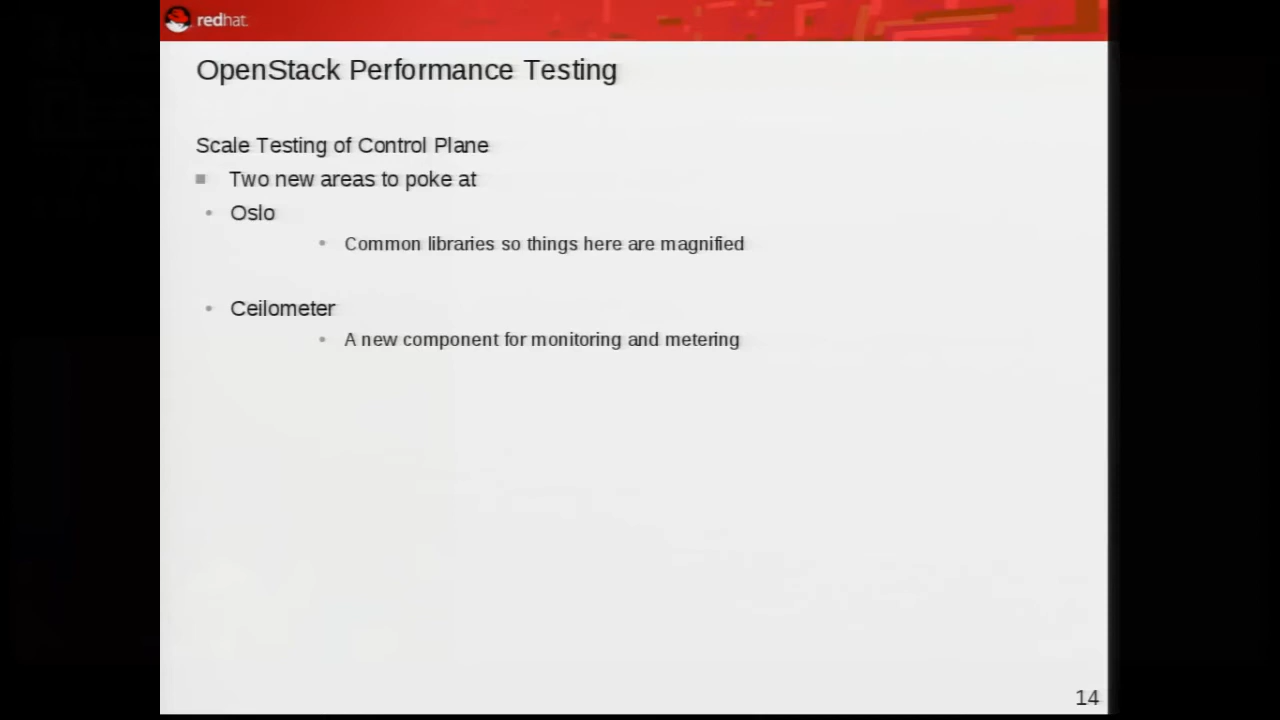 redhat.
OpenStack Performance Testing
Scale Testing of Control Plane
Two new areas to poke at
Oslo
Common libraries so things here are magnified
Ceilometer
A new component for monitoring and metering
14